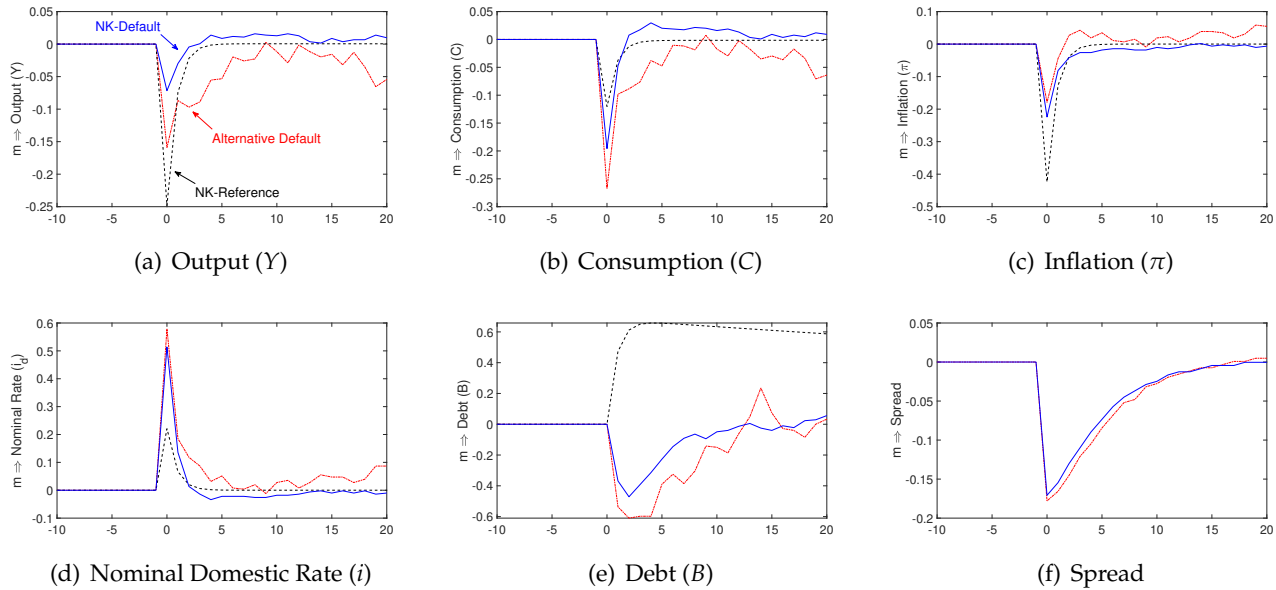 m ⇒ Output (Y)
0
-0.05
-0.1
-0.15
-0.2
-0.25
-10 -5 0 5 10 15 20
NK-Default
Alternative Default
NK-Reference
(a) Output (Y)
m ⇒ Consumption (C)
0
-0.05
-0.1
-0.15
-0.2
-0.25
-0.3
-10 -5 0 5 10 15 20
(b) Consumption (C)
m ⇒ Inflation (π)
0.1
0
-0.1
-0.2
-0.3
-0.4
-0.5
-10 -5 0 5 10 15 20
(c) Inflation (π)
m ⇒ Nominal Rate (i_d)
0.6
0.5
0.4
0.3
0.2
0.1
0
-0.1
-10 -5 0 5 10 15 20
(d) Nominal Domestic Rate (i)
m ⇒ Debt (B)
0.6
0.4
0.2
0
-0.2
-0.4
-0.6
-10 -5 0 5 10 15 20
(e) Debt (B)
m ⇒ Spread
0
-0.05
-0.1
-0.15
-0.2
-10 -5 0 5 10 15 20
(f) Spread